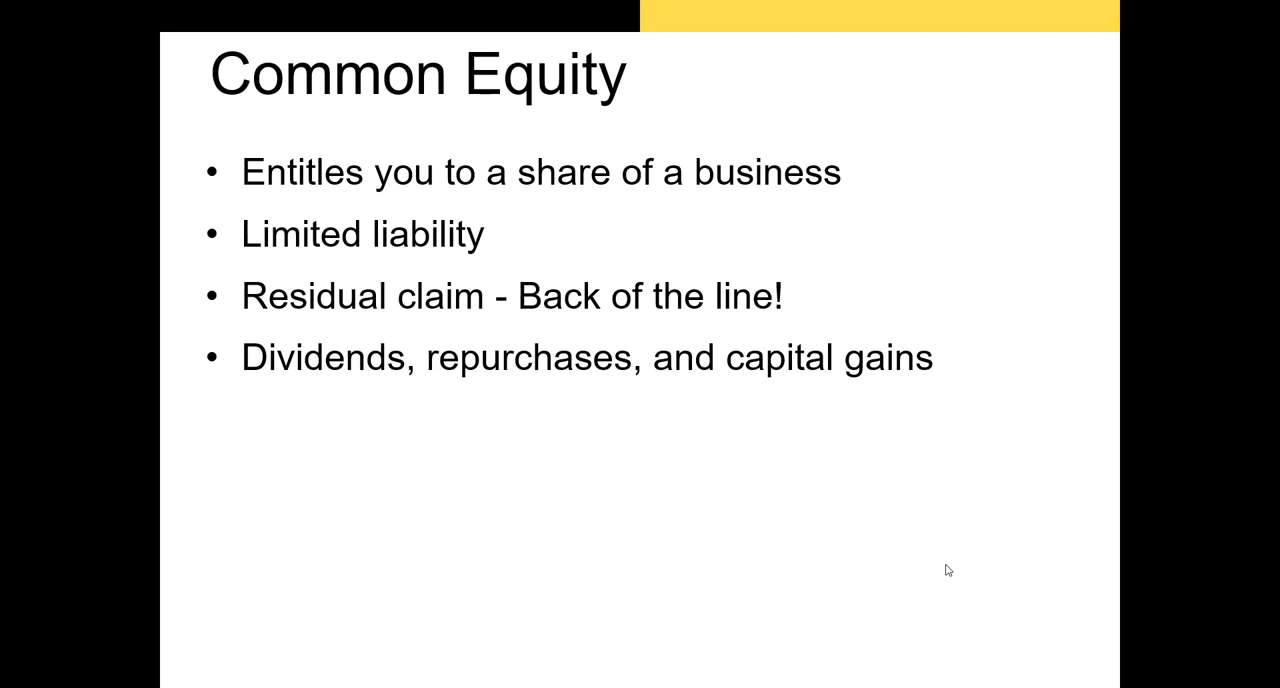 Common Equity
• Entitles you to a share of a business
• Limited liability
• Residual claim - Back of the line!
• Dividends, repurchases, and capital gains